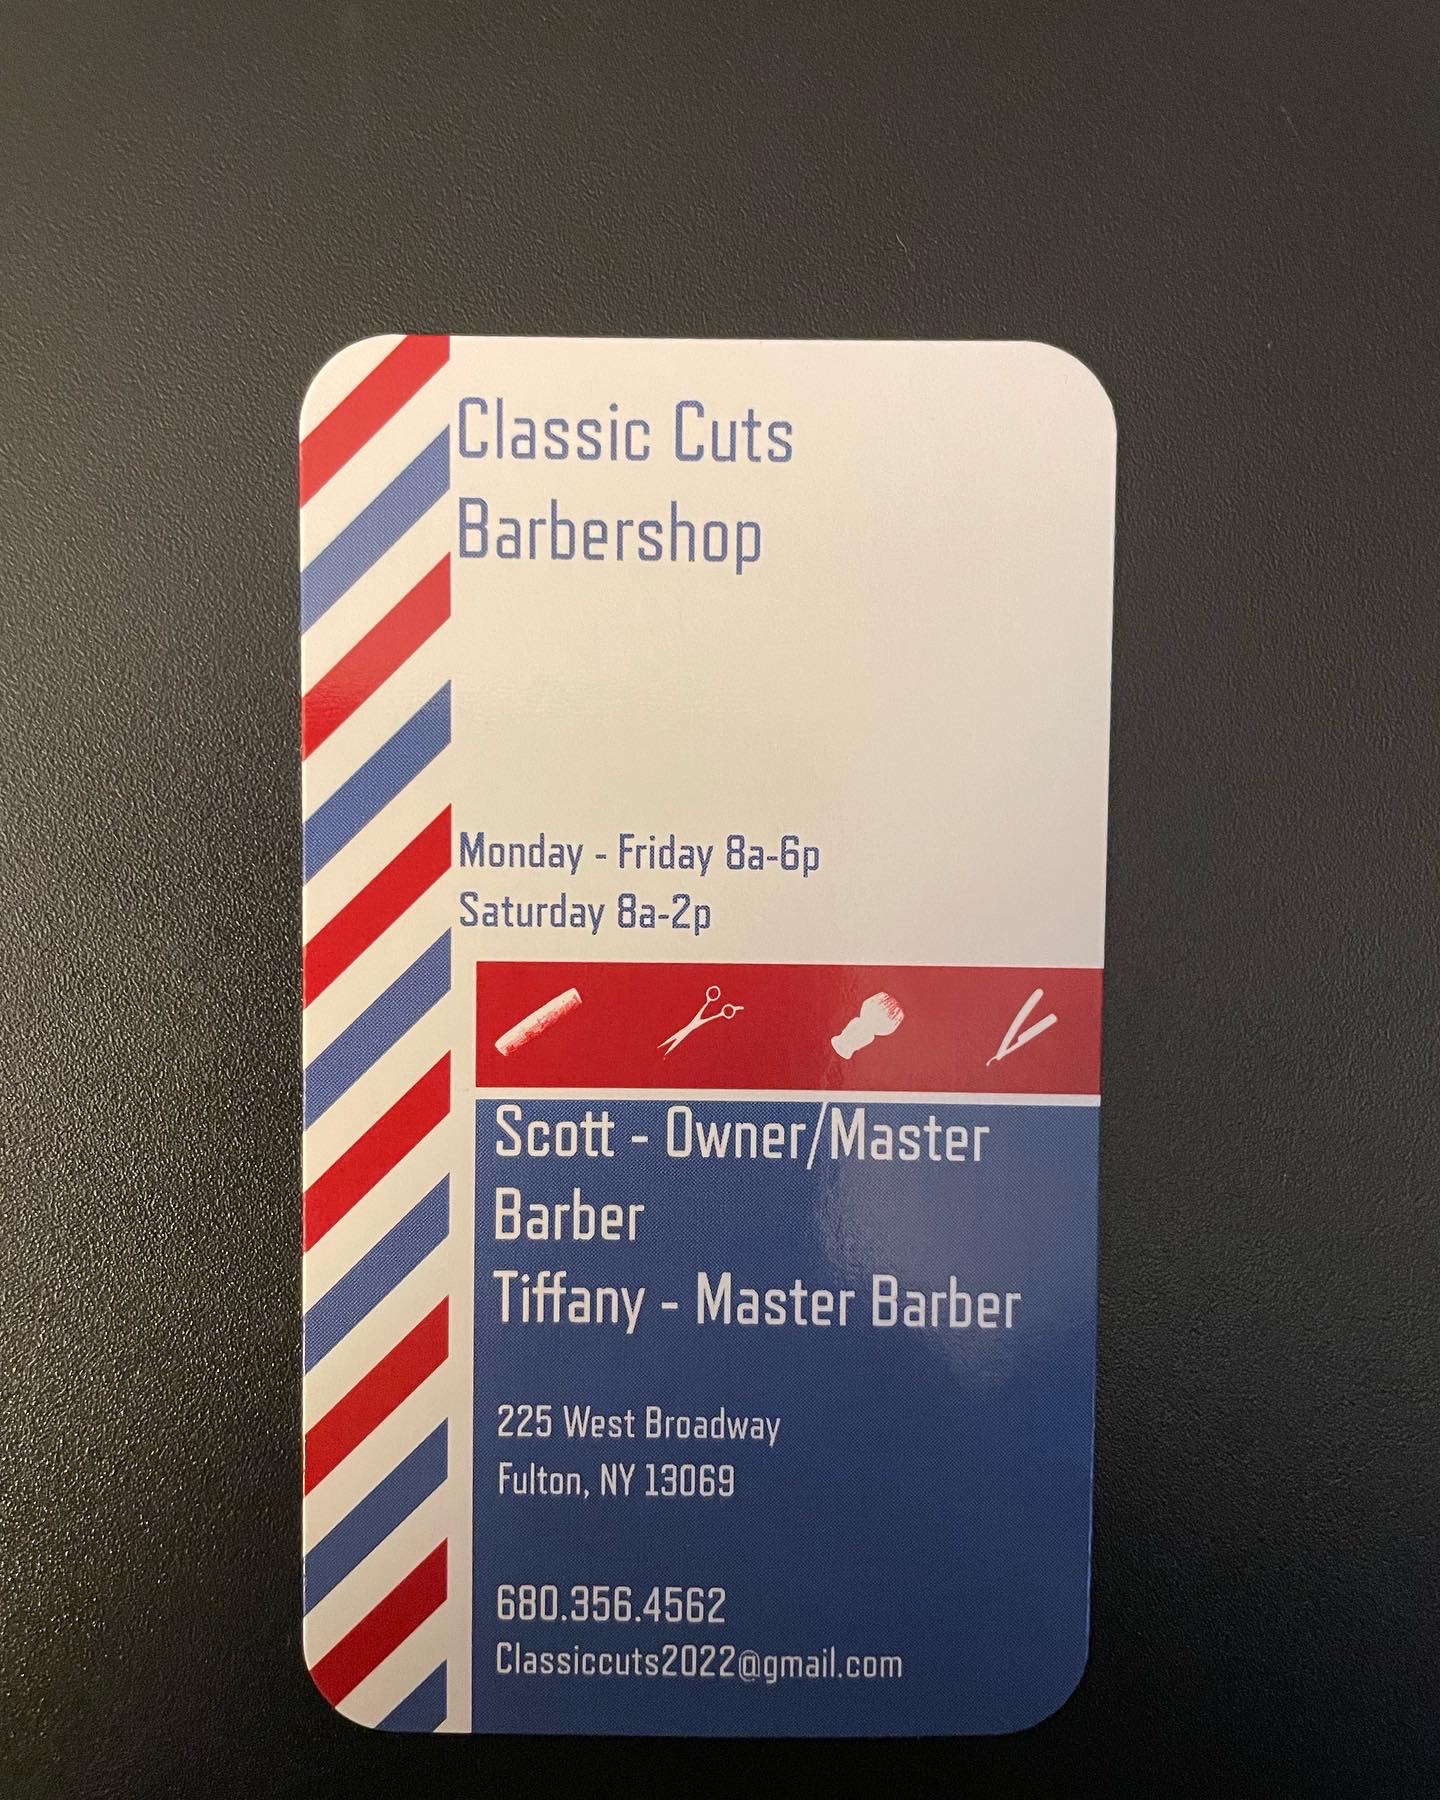 Classic Cuts
Barbershop
Monday - Friday 8a-6p
Saturday 8a-2p
Scott - Owner/Master
Barber
Tiffany - Master Barber
225 West Broadway
Fulton, NY 13069
680.356.4562
Classiccuts2022@gmail.com